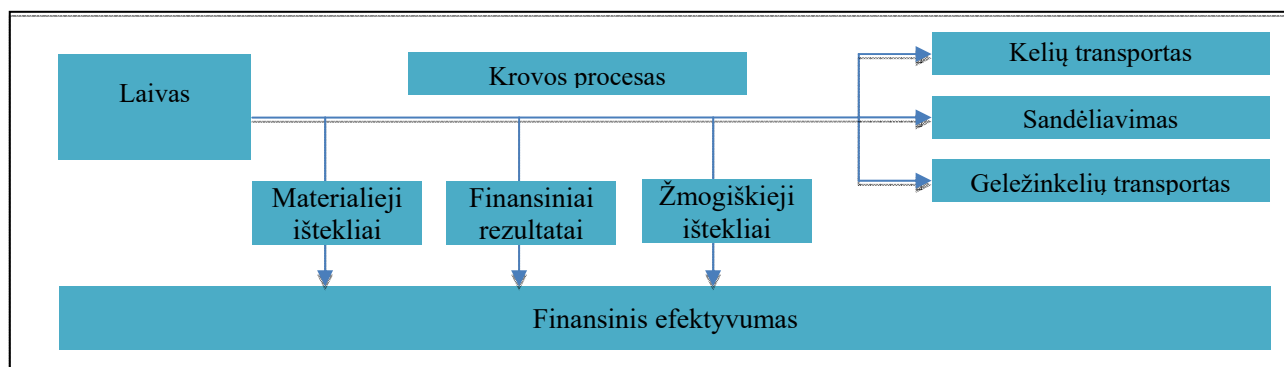 Laivas
Krovos procesas
Kelių transportas
Sandėliavimas
Geležinkelių transportas
Materialieji
ištekliai
Finansiniai
rezultatai
Žmogiškieji
ištekliai
Finansinis efektyvumas